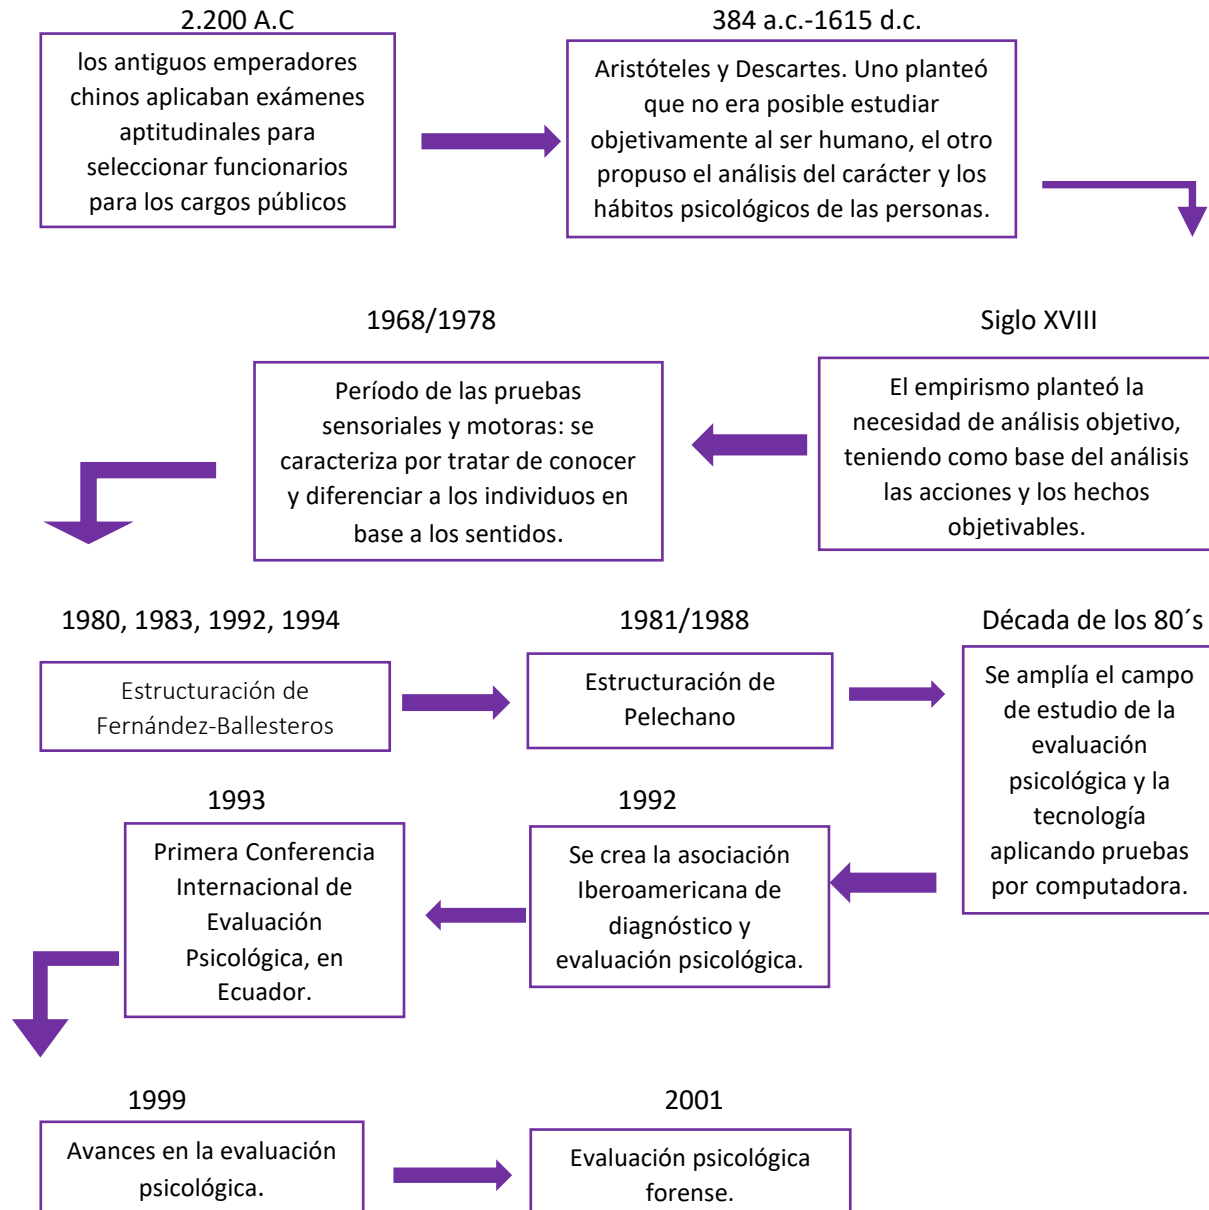 2.200 A.C
los antiguos emperadores
chinos aplicaban exámenes
aptitudinales para
seleccionar funcionarios
para los cargos públicos
384 a.c.-1615 d.c.
Aristóteles y Descartes. Uno planteó
que no era posible estudiar
objetivamente al ser humano, el otro
propuso el análisis del carácter y los
hábitos psicológicos de las personas.
Siglo XVIII
El empirismo planteó la
necesidad de análisis objetivo,
teniendo como base del análisis
las acciones y los hechos
objetivables.
1968/1978
Período de las pruebas
sensoriales y motoras: se
caracteriza por tratar de conocer
y diferenciar a los individuos en
base a los sentidos.
1980, 1983, 1992, 1994
Estructuración de
Fernández-Ballesteros
1981/1988
Estructuración de
Pelechano
Década de los 80´s
Se amplía el campo
de estudio de la
evaluación
psicológica y la
tecnología
aplicando pruebas
por computadora.
1992
Se crea la asociación
Iberoamericana de
diagnóstico y
evaluación psicológica.
1993
Primera Conferencia
Internacional de
Evaluación
Psicológica, en
Ecuador.
1999
Avances en la evaluación
psicológica.
2001
Evaluación psicológica
forense.